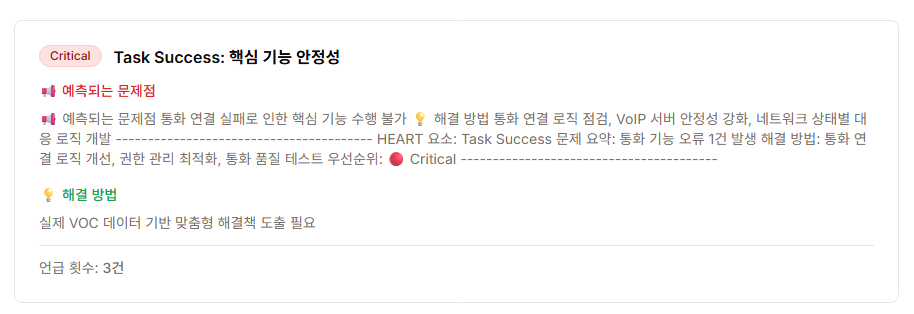 Critical Task Success: 핵심 기능 안정성
📢 예측되는 문제점
📢 예측되는 문제점 통화 연결 실패로 인한 핵심 기능 수행 불가 💡 해결 방법 통화 연결 로직 점검, VoIP 서버 안정성 강화, 네트워크 상태별 대
응 로직 개발 ---------------------------------------- HEART 요소: Task Success 문제 요약: 통화 기능 오류 1건 발생 해결 방법: 통화 연
결 로직 개선, 권한 관리 최적화, 통화 품질 테스트 우선순위: 🔴 Critical ----------------------------------------
💡 해결 방법
실제 VOC 데이터 기반 맞춤형 해결책 도출 필요
언급 횟수: 3건